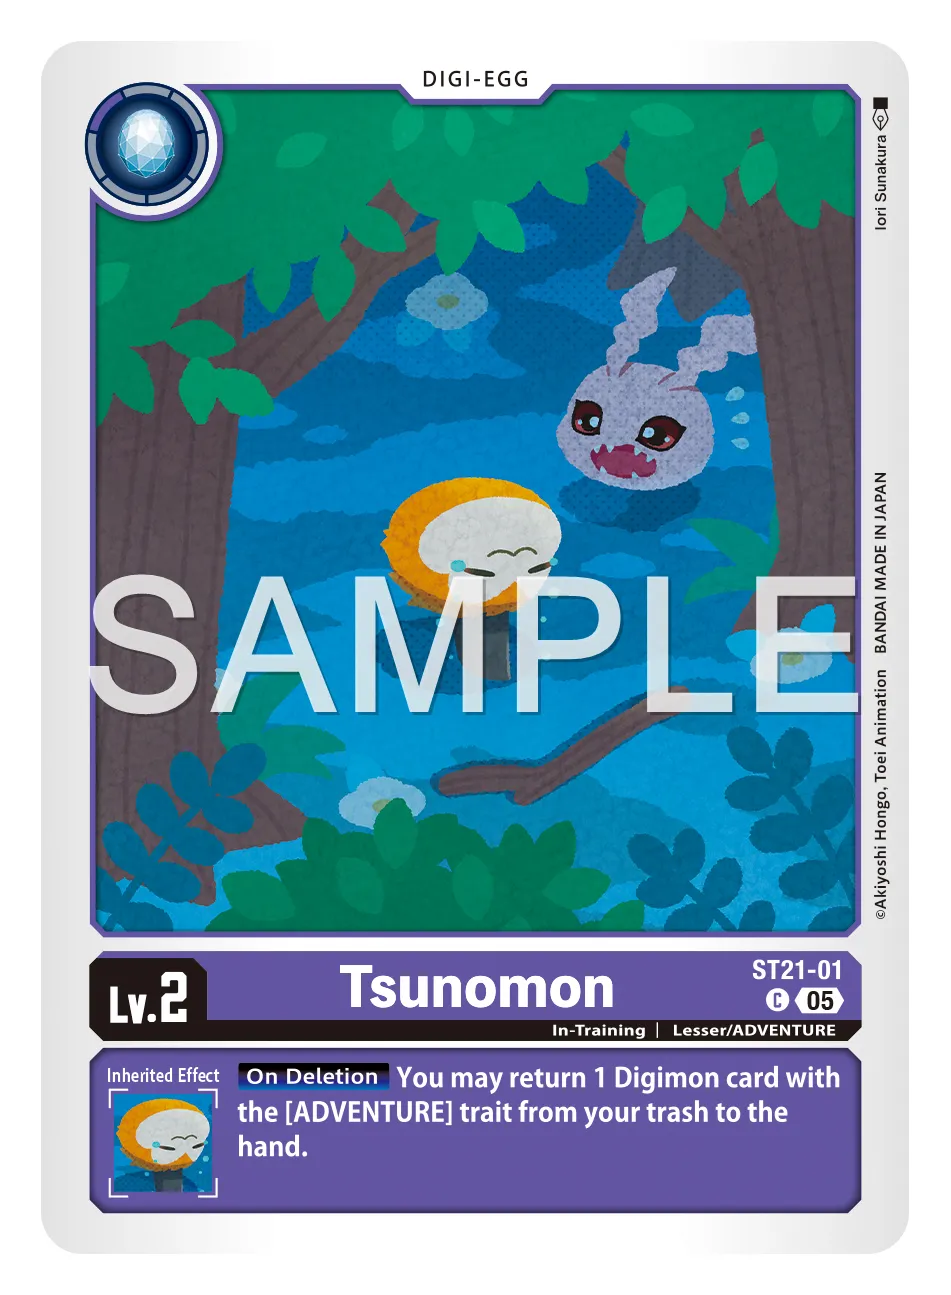 DIGI-EGG
Iori Sunakura
SAMPLE
©Akiyoshi Hongo, Toei Animation BANDAI MADE IN JAPAN
Lv.2
Tsunomon
ST21-01
C 05
In-Training | Lesser/ADVENTURE
Inherited Effect
On Deletion You may return 1 Digimon card with
the [ADVENTURE] trait from your trash to the
hand.